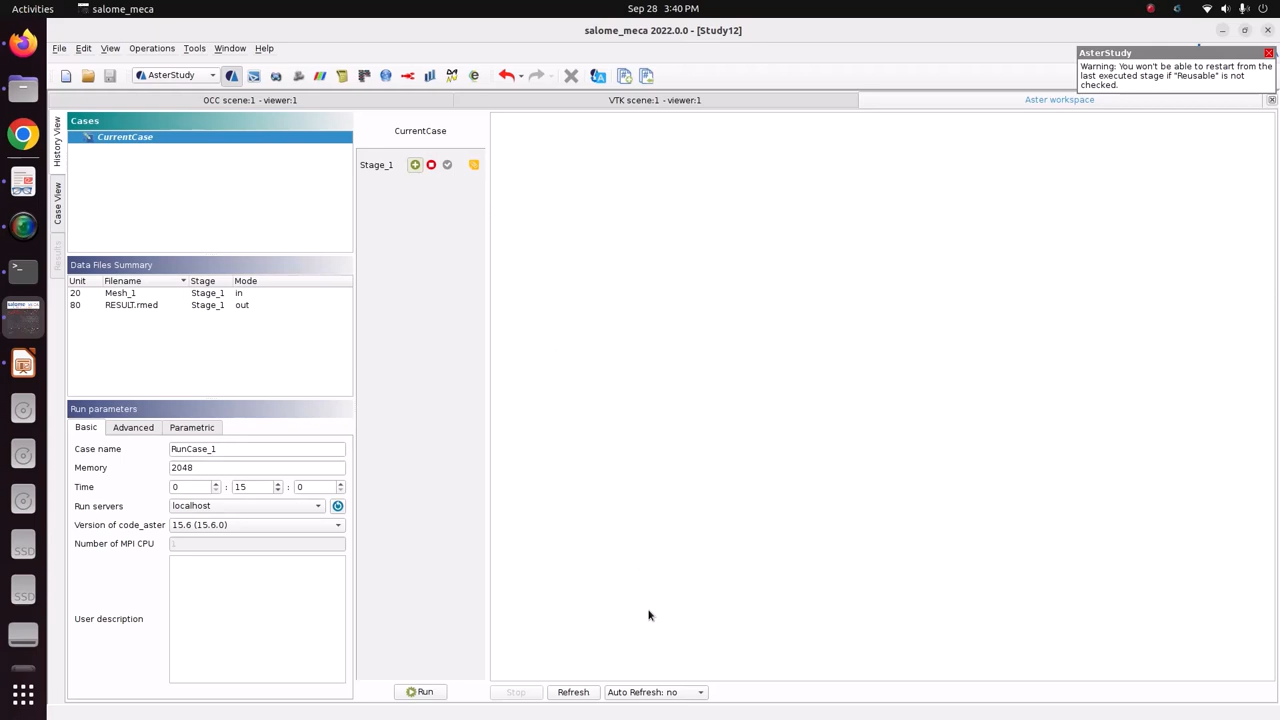 Activities
salome_meca
Sep 28 3:40 PM
salome_meca 2022.0.0 - [Study12]
File Edit View Operations Tools Window Help
AsterStudy
Warning: You won't be able to restart from the
last executed stage if "Reusable" is not
checked.
AsterStudy
OCC scene:1 - viewer:1
VTK scene:1 - viewer:1
Aster workspace
History View
Case View
Results
Cases
CurrentCase
CurrentCase
Stage_1
Data Files Summary
Unit Filename Stage Mode
20 Mesh_1 Stage_1 in
80 RESULT.rmed Stage_1 out
Run parameters
Basic Advanced Parametric
Case name RunCase_1
Memory 2048
Time 0 : 15 : 0
Run servers localhost
Version of code_aster 15.6 (15.6.0)
Number of MPI CPU 1
User description
Run
Stop
Refresh
Auto Refresh: no
SSD
SSD